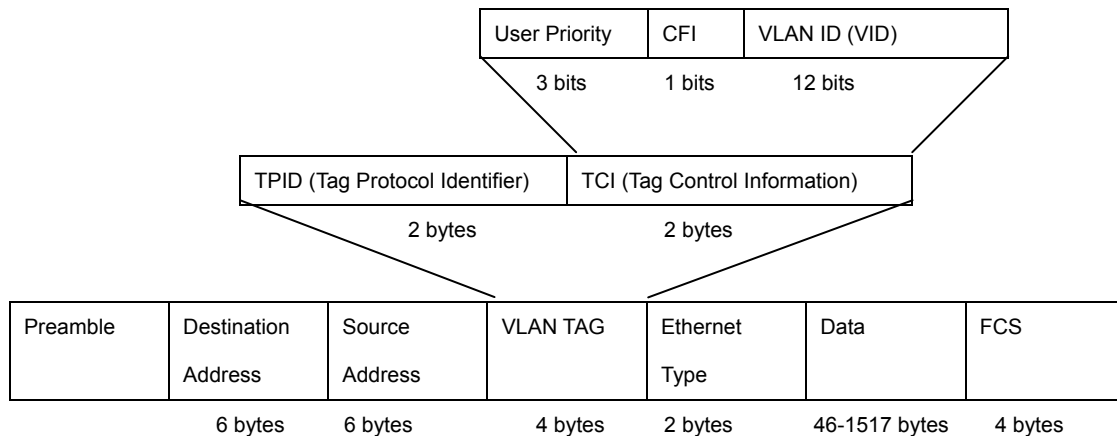 User Priority CFI VLAN ID (VID)
3 bits 1 bits 12 bits
TPID (Tag Protocol Identifier) TCI (Tag Control Information)
2 bytes 2 bytes
Preamble Destination Source VLAN TAG Ethernet Data FCS
Address Address Type
6 bytes 6 bytes 4 bytes 2 bytes 46-1517 bytes 4 bytes